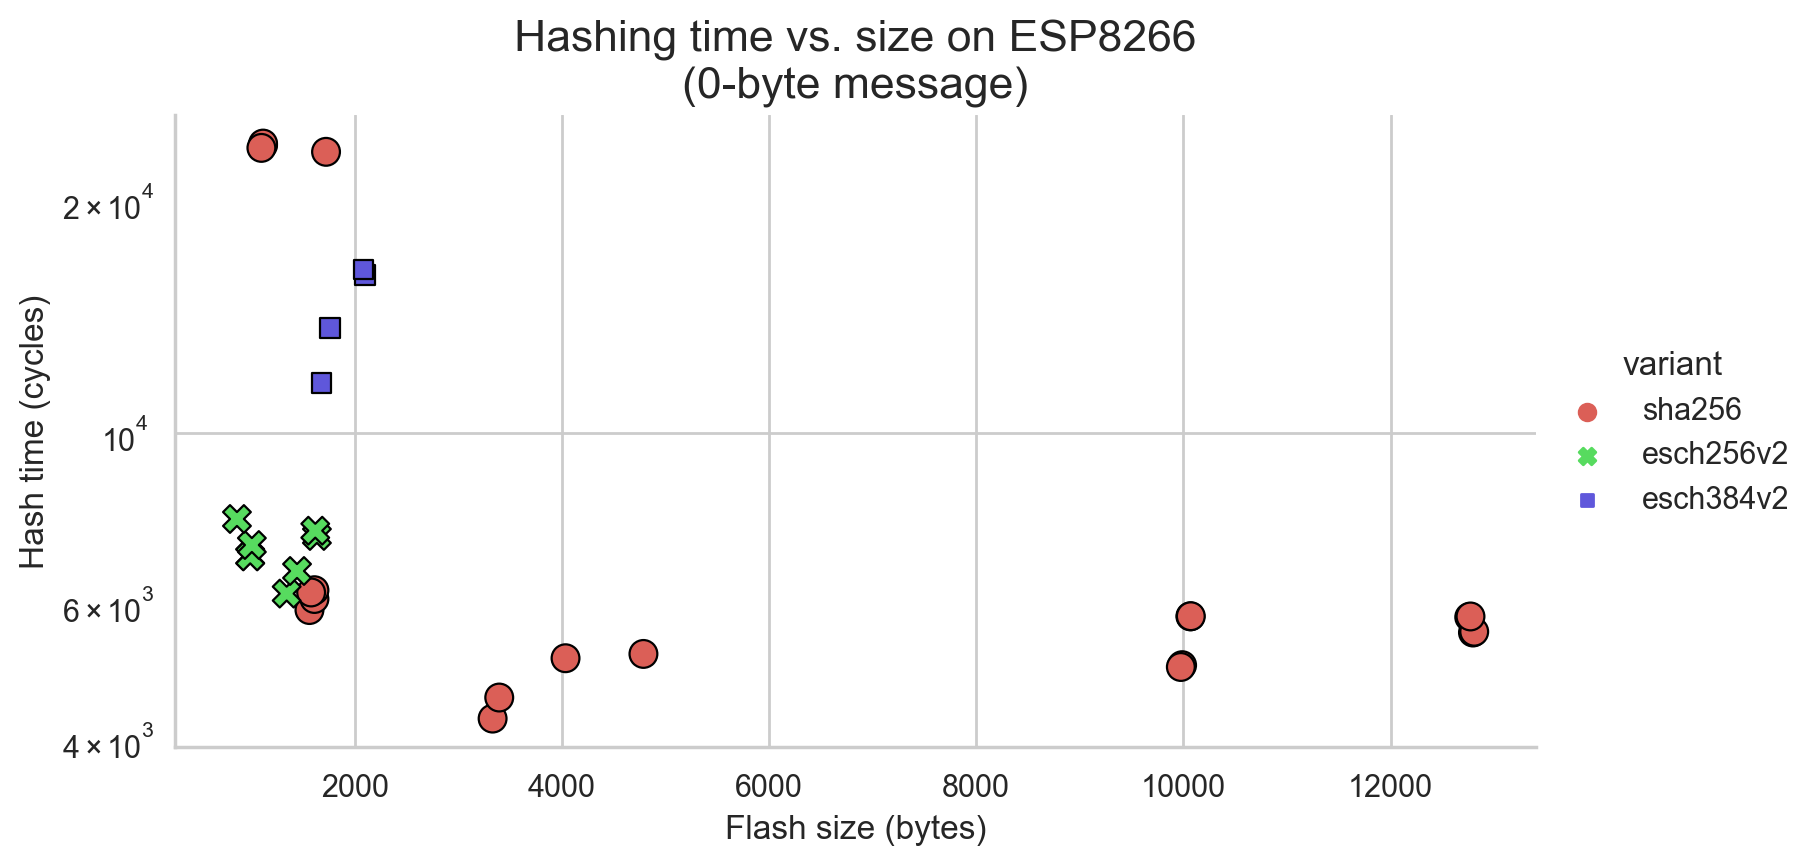 Hashing time vs. size on ESP8266
(0-byte message)
Hash time (cycles)
2 × 10⁴
10⁴
6 × 10³
4 × 10³
2000 4000 6000 8000 10000 12000
Flash size (bytes)
variant
sha256
esch256v2
esch384v2